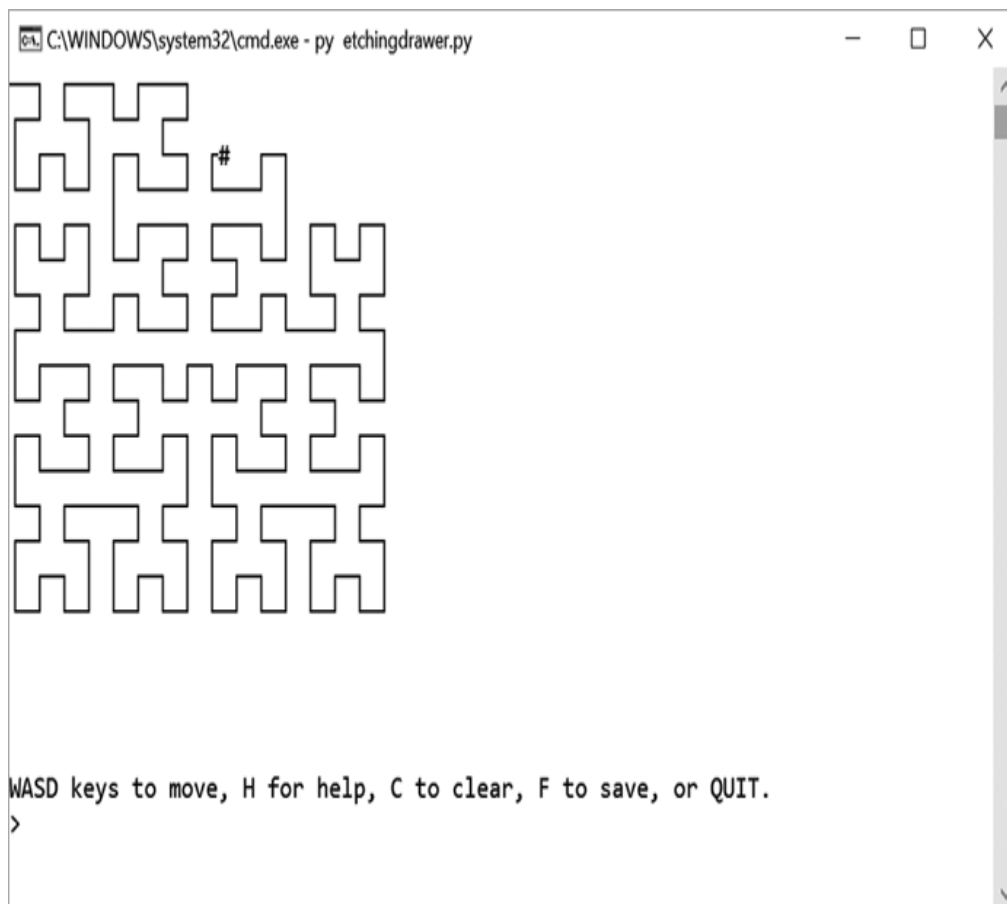 C:\WINDOWS\system32\cmd.exe - py etchingdrawer.py
#
WASD keys to move, H for help, C to clear, F to save, or QUIT.
>